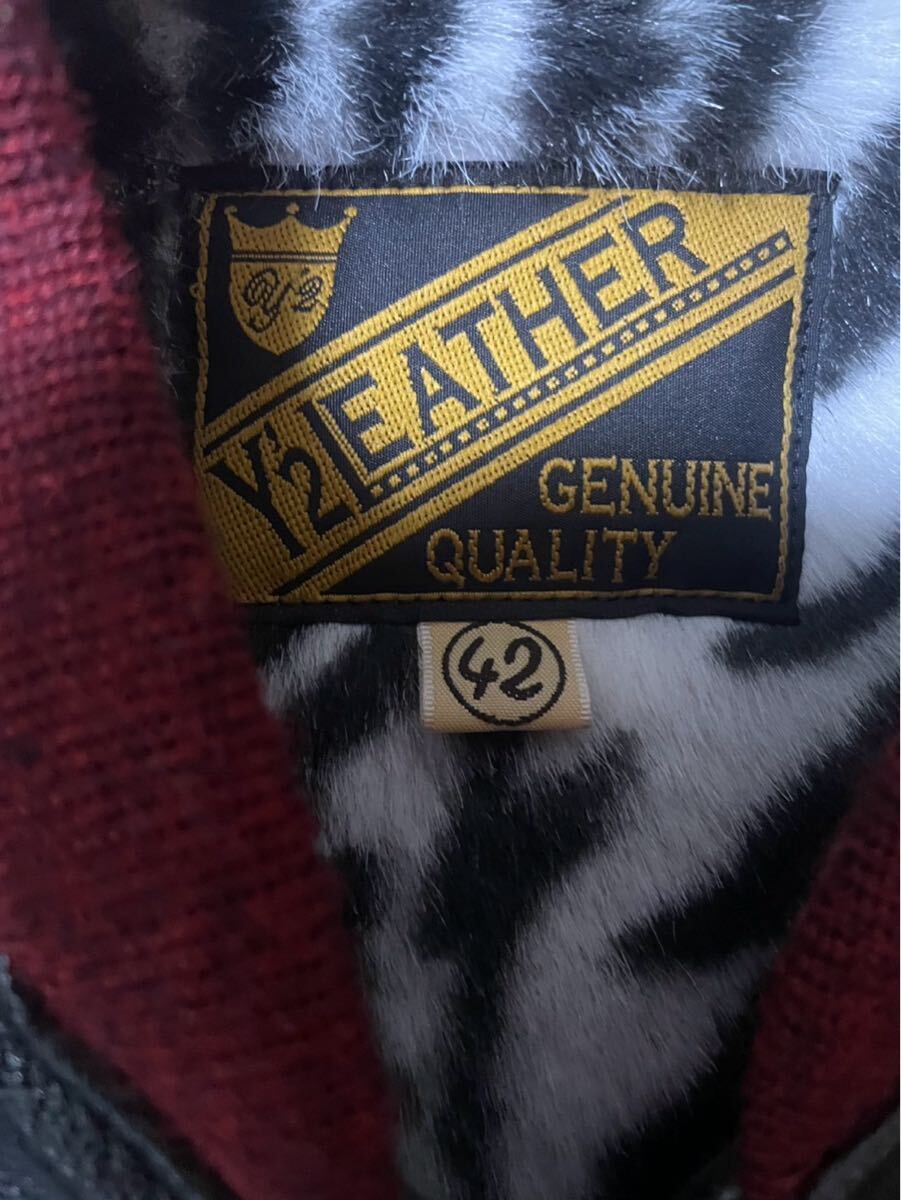 Y'2
Y'2 LEATHER
GENUINE
QUALITY
42